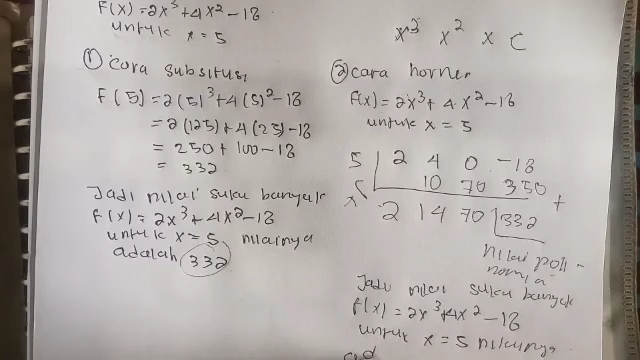 F(x) = 2x³ + 4x² - 18
untuk x = 5
① cara substitusi
F(5) = 2(5)³ + 4(5)² - 18
= 2(125) + 4(25) - 18
= 250 + 100 - 18
= 332
Jadi nilai suku banyak
F(x) = 2x³ + 4x² - 18
untuk x = 5, nilainya
adalah 332
x³ x² x C
② cara horner
F(x) = 2x³ + 4x² - 18
untuk x = 5
5 | 2 4 0 -18
10 70 350 +
2 14 70 | 332
nilai poli-
nomia
Jadi nilai suku banyak
F(x) = 2x³ + 4x² - 18
untuk x = 5 nilainya